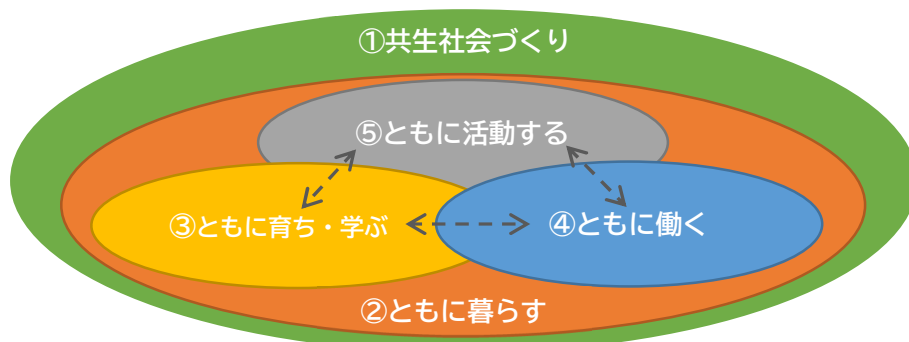 ①共生社会づくり
⑤ともに活動する
③ともに育ち・学ぶ
④ともに働く
②ともに暮らす